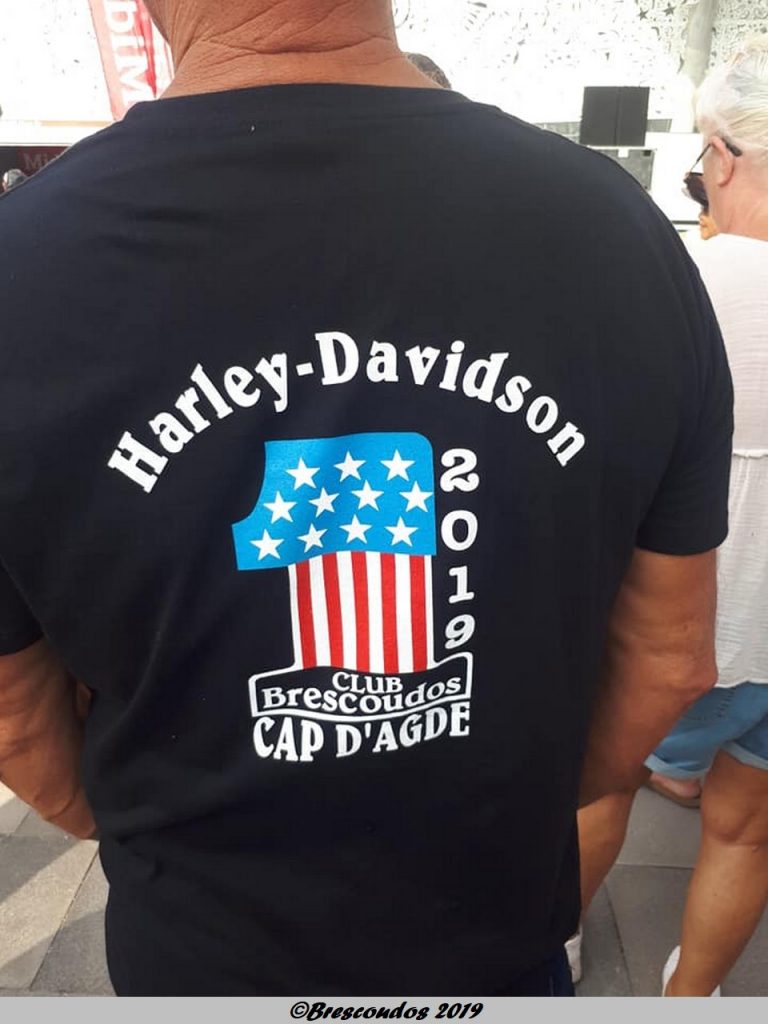 Harley-Davidson
2019
CLUB
Brescoudos
CAP D'AGDE
©Brescoudos 2019